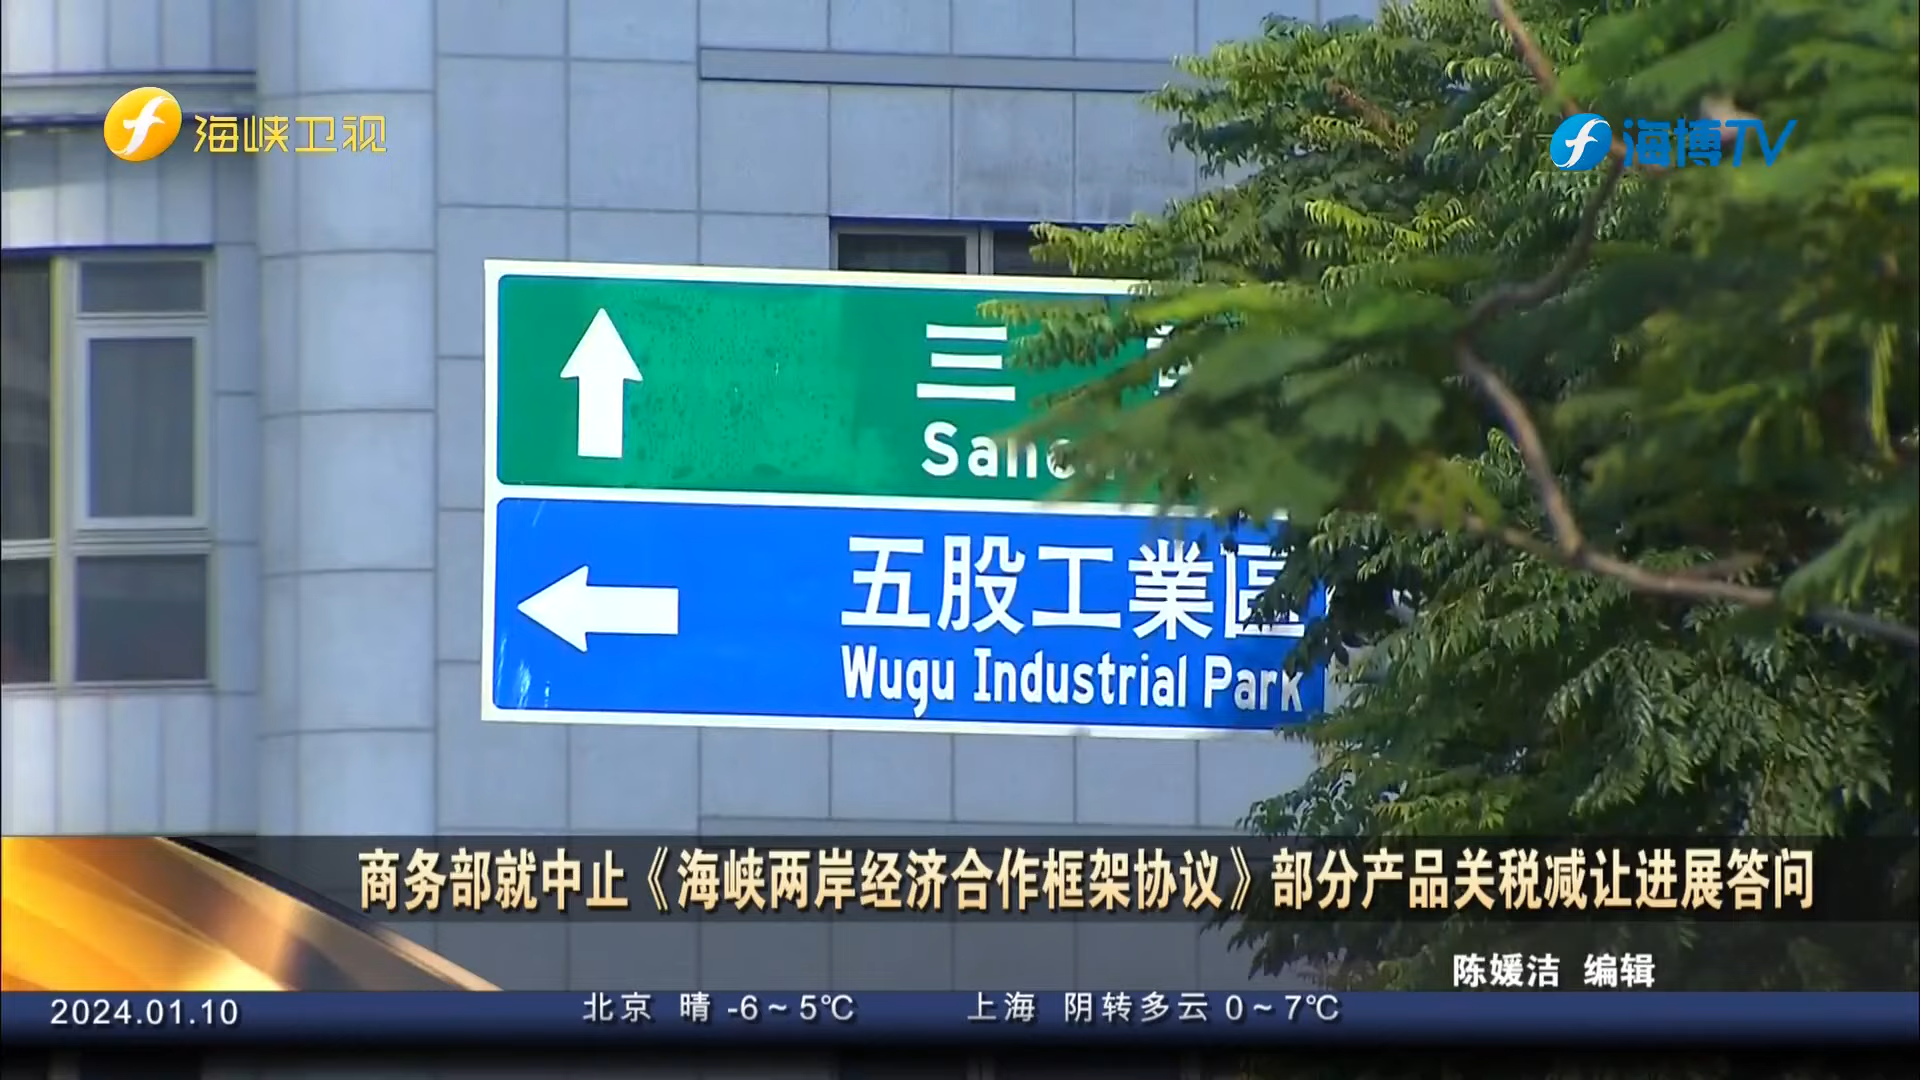 海峡卫视
海博TV
三
五股工業區
Wugu Industrial Park
商务部就中止《海峡两岸经济合作框架协议》部分产品关税减让进展答问
陈媛洁 编辑
2024.01.10 北京 晴 -6～5℃ 上海 阴转多云 0～7℃